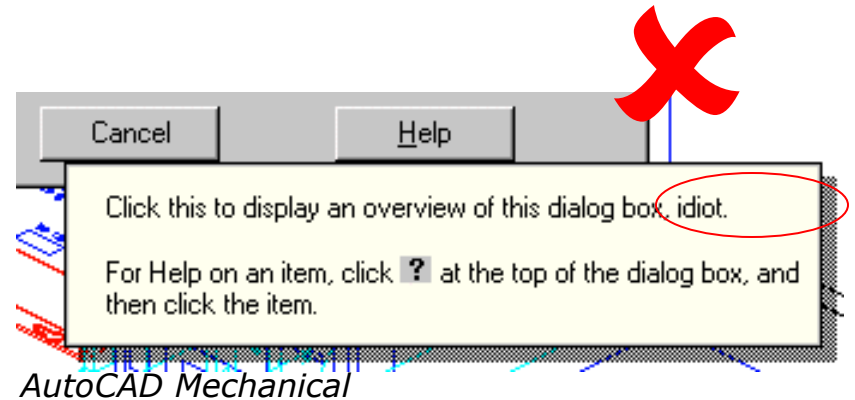 Cancel Help
Click this to display an overview of this dialog box, idiot.
For Help on an item, click ? at the top of the dialog box, and
then click the item.
AutoCAD Mechanical